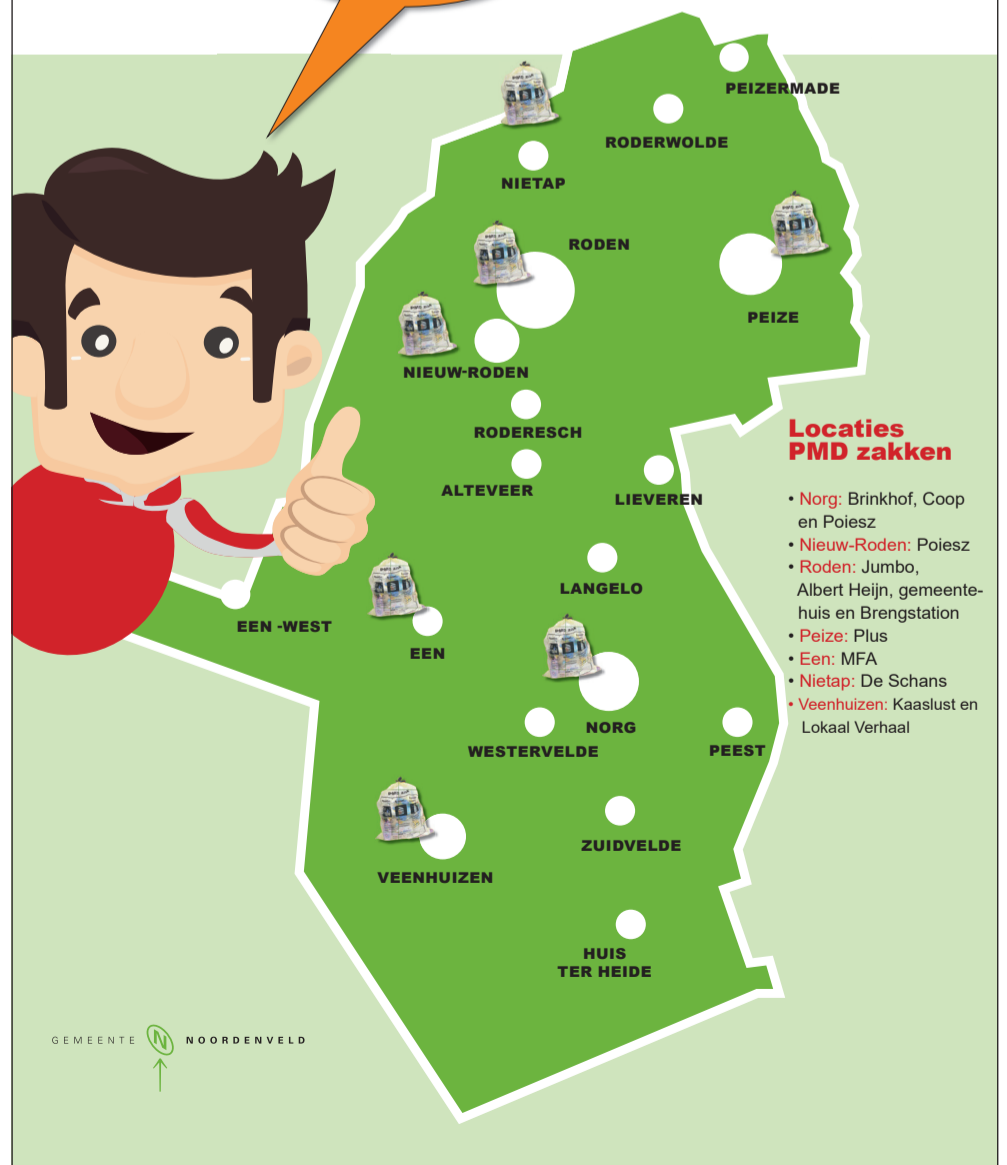 PEIZERMADE
RODERWOLDE
NIETAP
RODEN
PEIZE
NIEUW-RODEN
RODERESCH
ALTEVEER
LIEVEREN
LANGELO
EEN -WEST
EEN
NORG
WESTERVELDE
PEEST
ZUIDVELDE
VEENHUIZEN
HUIS
TER HEIDE
Locaties
PMD zakken
• Norg: Brinkhof, Coop
en Poiesz
• Nieuw-Roden: Poiesz
• Roden: Jumbo,
Albert Heijn, gemeente-
huis en Brengstation
• Peize: Plus
• Een: MFA
• Nietap: De Schans
• Veenhuizen: Kaaslust en
Lokaal Verhaal
GEMEENTE N NOORDENVELD